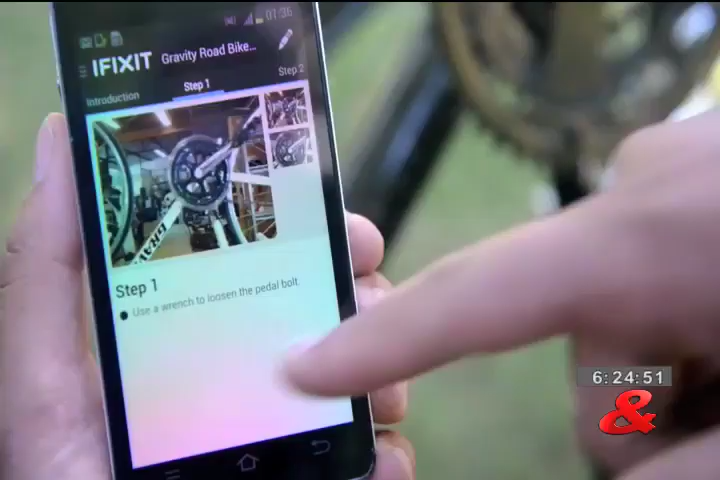 01:36
IFIXIT Gravity Road Bike...
Introduction Step 1 Step 2
GRAV
Step 1
Use a wrench to loosen the pedal bolt.
6:24:51
&